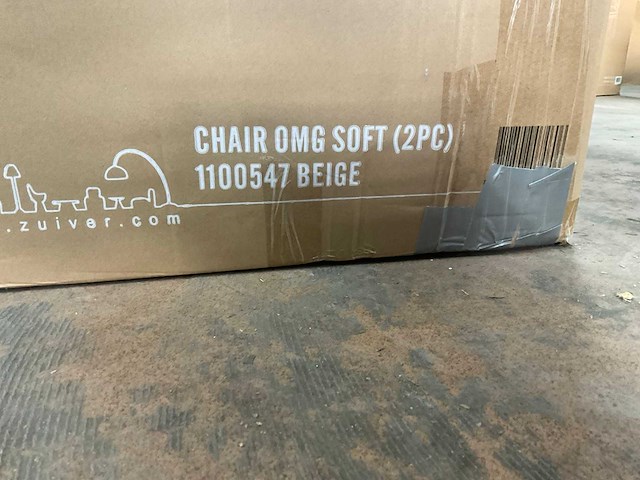 CHAIR OMG SOFT (2PC)
1100547 BEIGE
.zuiver.com